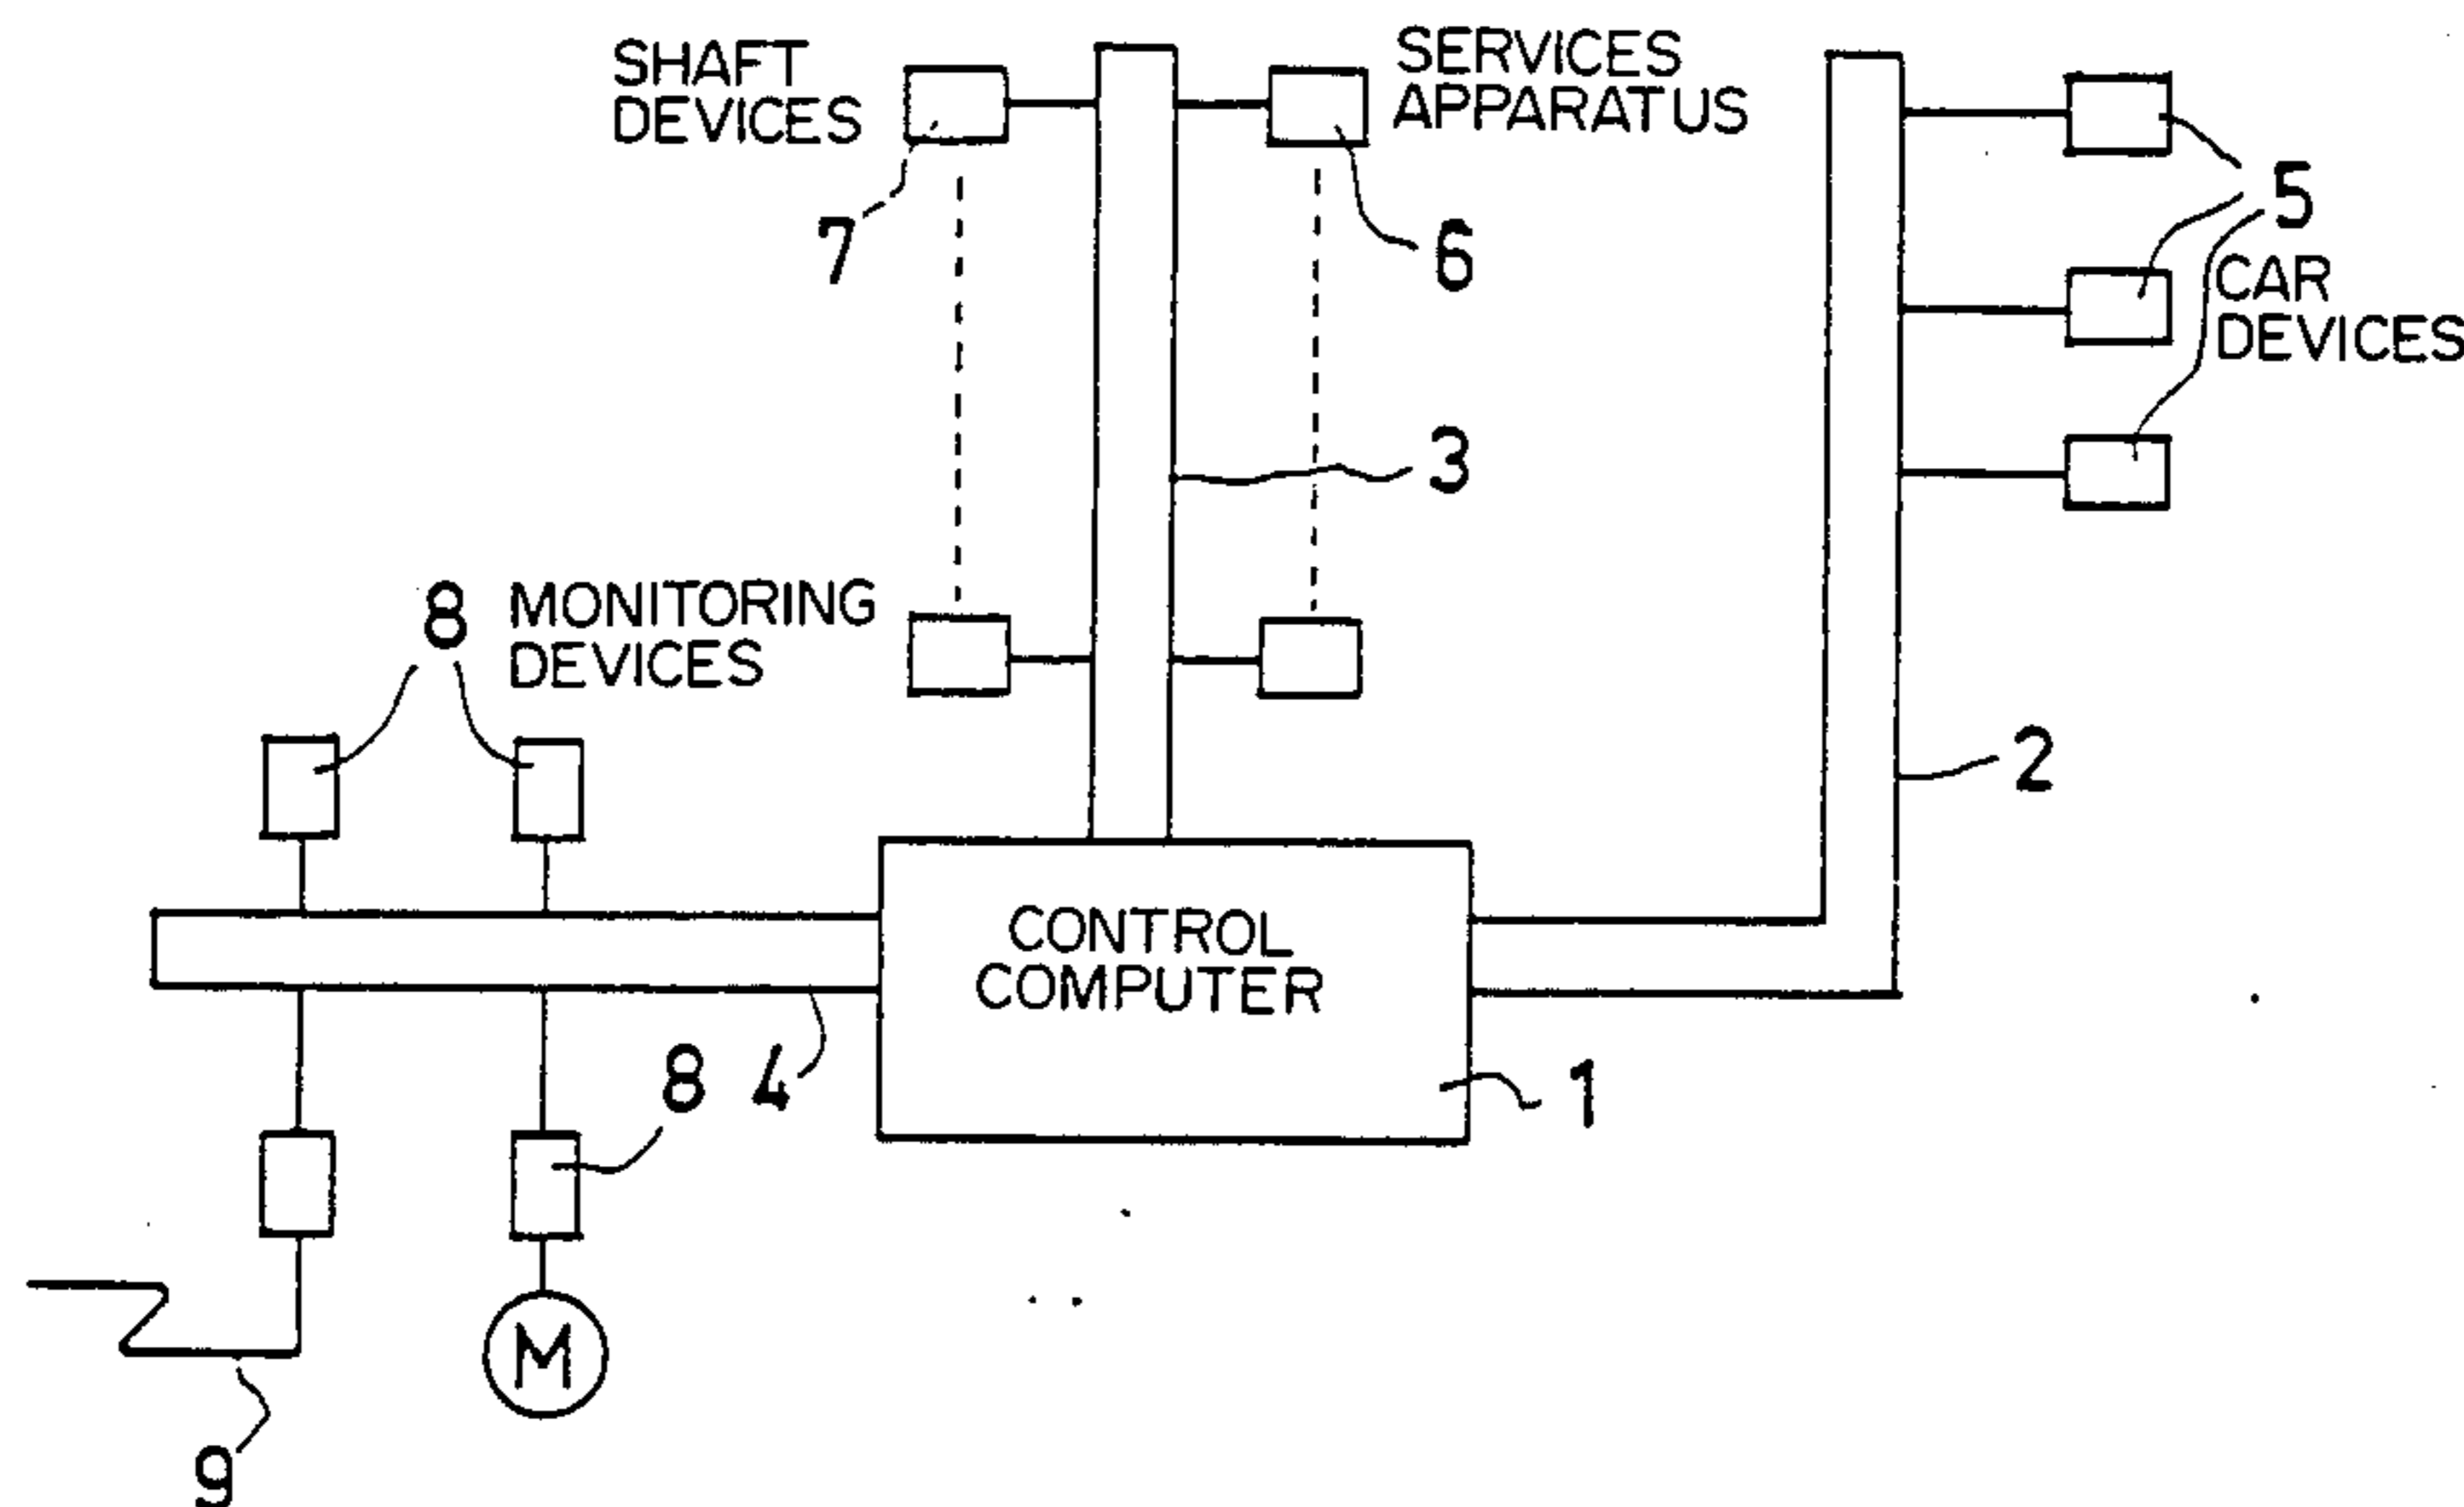 SHAFT
DEVICES
7
SERVICES
APPARATUS
6
5
CAR
DEVICES
3
8
MONITORING
DEVICES
2
CONTROL
COMPUTER
8
4
1
M
9